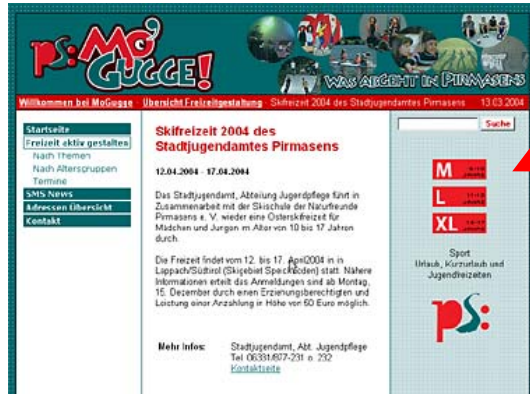 ps: MO'
GUGGE!
WAS ABGEHT IN PIRMASENS
Willkommen bei MoGugge · Übersicht Freizeitgestaltung · Skifreizeit 2004 des Stadtjugendamtes Pirmasens 13.03.2004
Startseite
Freizeit aktiv gestalten
Nach Themen
Nach Altersgruppen
Termine
SMS News
Adressen Übersicht
Kontakt
Skifreizeit 2004 des
Stadtjugendamtes Pirmasens
12.04.2004 - 17.04.2004
Das Stadtjugendamt, Abteilung Jugendpflege führt in
Zusammenarbeit mit der Skischule der Naturfreunde
Pirmasens e. V. wieder eine Osterskifreizeit für
Mädchen und Jungen im Alter von 10 bis 17 Jahren
durch.
Die Freizeit findet vom 12. bis 17. April2004 in in
Lappach/Südtirol (Skigebiet Speickboden) statt. Nähere
Informationen erteilt das Anmeldungen sind ab Montag,
15. Dezember durch einen Erziehungsberechtigten und
Leistung einer Anzahlung in Höhe von 50 Euro möglich.
Mehr Infos: Stadtjugendamt, Abt. Jugendpflege
Tel. 06331/877-231 o. 232
Kontaktseite
Suche
M
L
XL
Sport
Urlaub, Kurzurlaub und
Jugendfreizeiten
ps: